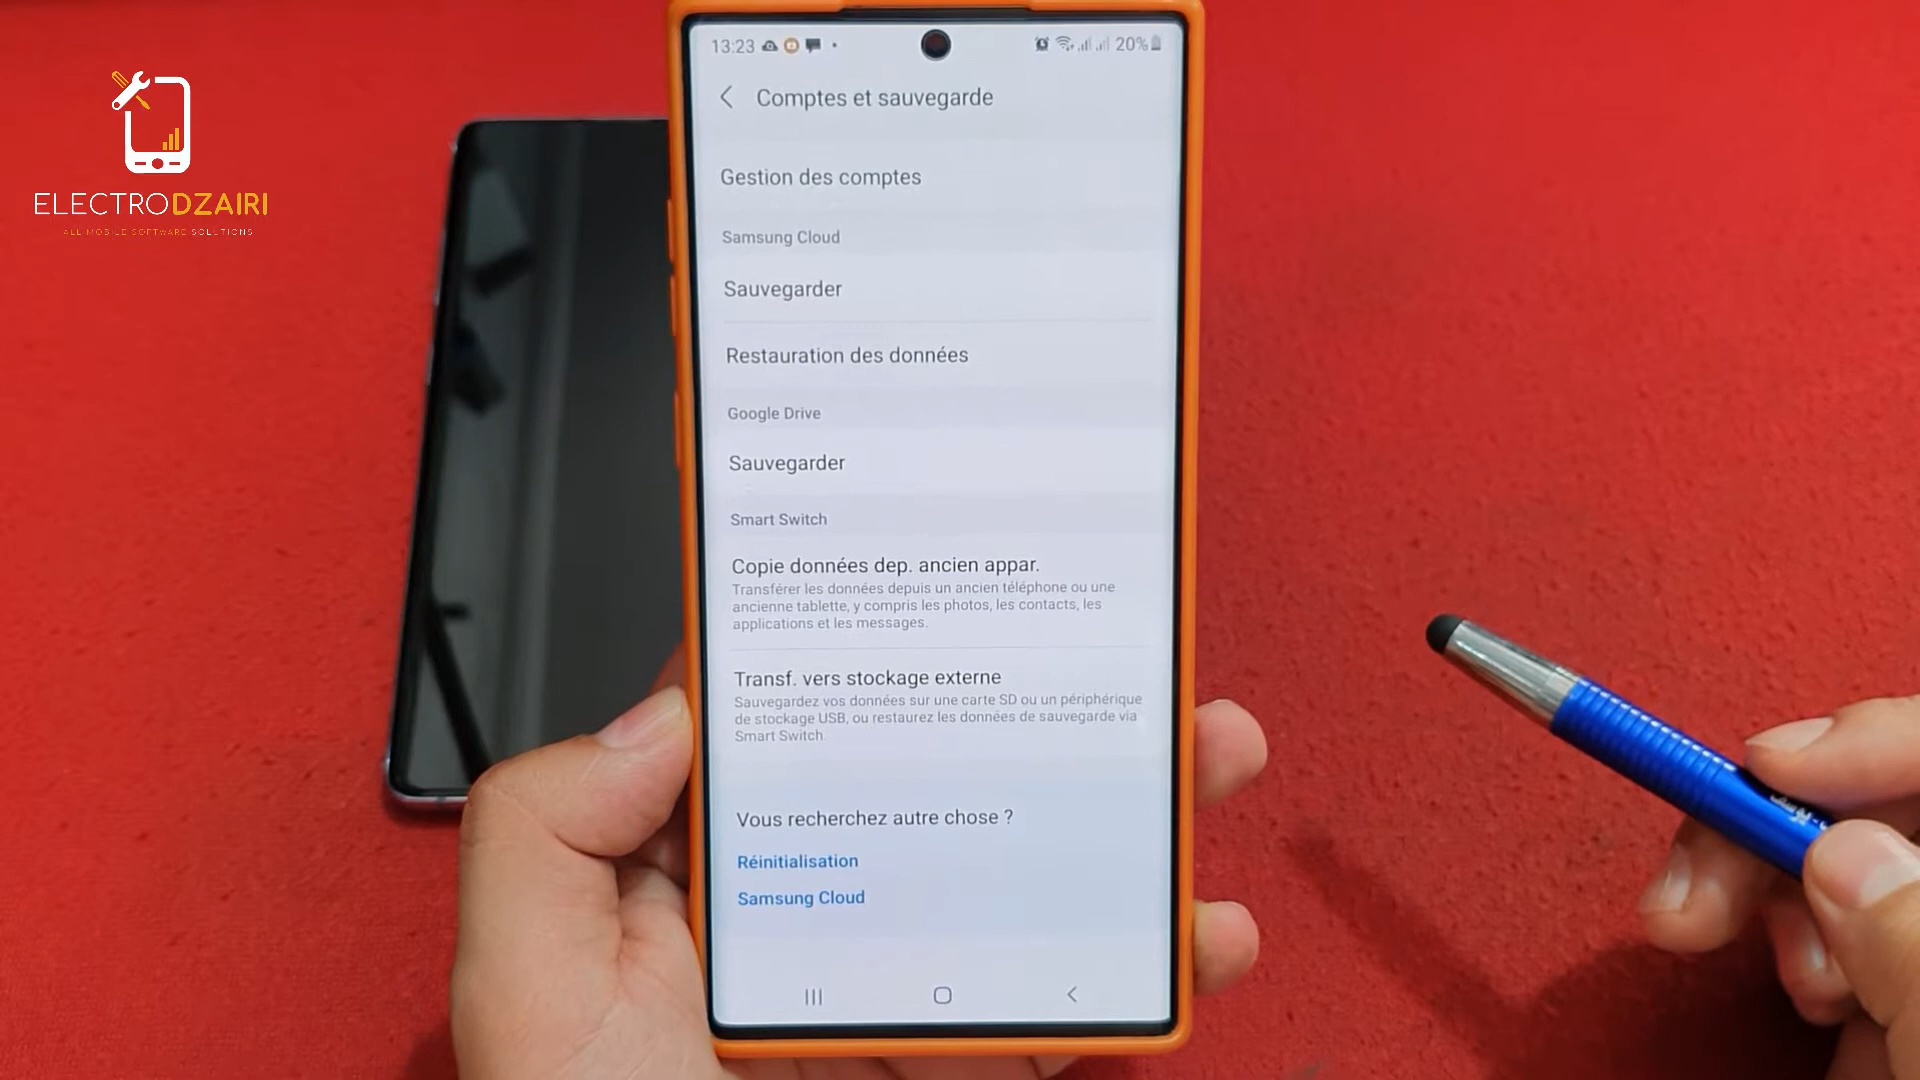 ELECTRODZAIRI
ALL MOBILE SOFTWARE SOLUTIONS
13:23
20%
Comptes et sauvegarde
Gestion des comptes
Samsung Cloud
Sauvegarder
Restauration des données
Google Drive
Sauvegarder
Smart Switch
Copie données dep. ancien appar.
Transférer les données depuis un ancien téléphone ou une
ancienne tablette, y compris les photos, les contacts, les
applications et les messages.
Transf. vers stockage externe
Sauvegardez vos données sur une carte SD ou un périphérique
de stockage USB, ou restaurez les données de sauvegarde via
Smart Switch.
Vous recherchez autre chose ?
Réinitialisation
Samsung Cloud